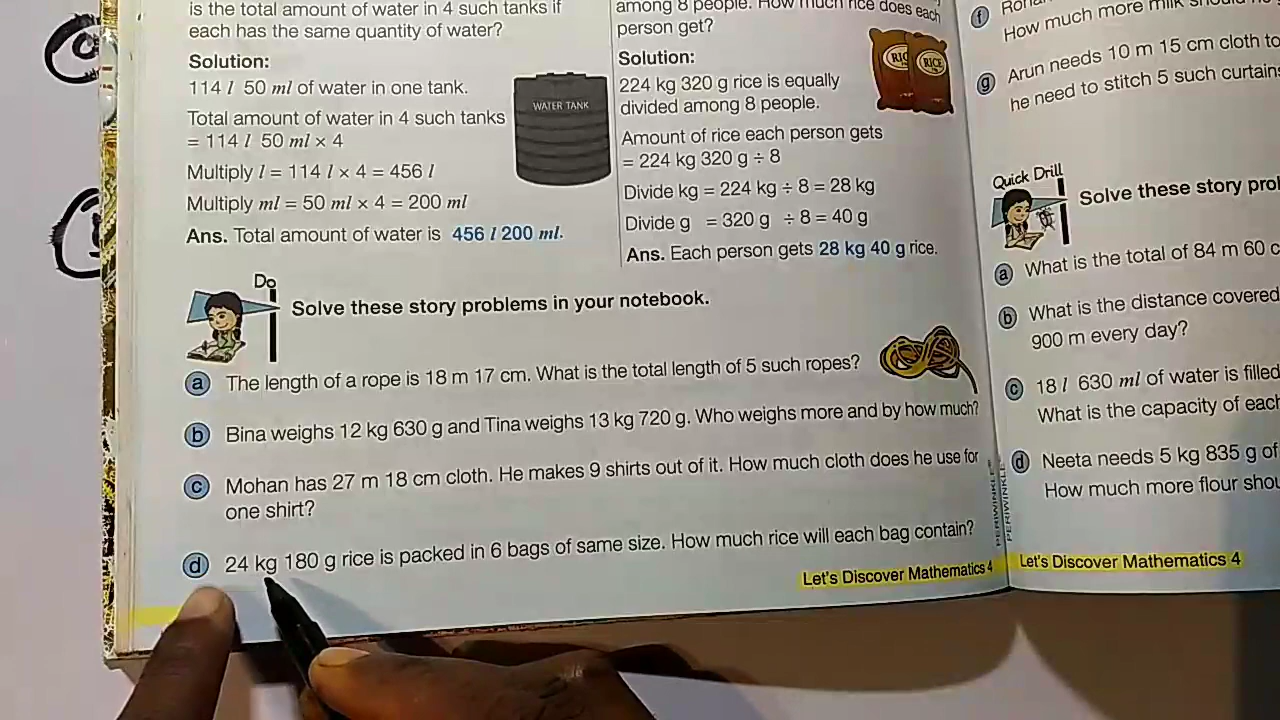 is the total amount of water in 4 such tanks if
each has the same quantity of water?
Solution:
114 l 50 ml of water in one tank.
Total amount of water in 4 such tanks
= 114 l 50 ml × 4
Multiply l = 114 l × 4 = 456 l
Multiply ml = 50 ml × 4 = 200 ml
Ans. Total amount of water is 456 l 200 ml.
WATER TANK
among 8 people. How much rice does each
person get?
Solution:
224 kg 320 g rice is equally
divided among 8 people.
RICE
Amount of rice each person gets
= 224 kg 320 g ÷ 8
Divide kg = 224 kg ÷ 8 = 28 kg
Divide g = 320 g ÷ 8 = 40 g
Ans. Each person gets 28 kg 40 g rice.
Do
Solve these story problems in your notebook.
a The length of a rope is 18 m 17 cm. What is the total length of 5 such ropes?
b Bina weighs 12 kg 630 g and Tina weighs 13 kg 720 g. Who weighs more and by how much?
c Mohan has 27 m 18 cm cloth. He makes 9 shirts out of it. How much cloth does he use for
one shirt?
d 24 kg 180 g rice is packed in 6 bags of same size. How much rice will each bag contain?
Let's Discover Mathematics 4
PERIWINKLE
PERIWINKLE
f
How much more milk
g Arun needs 10 m 15 cm cloth to
he need to stitch 5 such curtains
Quick Drill
Solve these story
a What is the total of 84 m 60
b What is the distance covered
900 m every day?
c 18 l 630 ml of water is filled
What is the capacity of each
d Neeta needs 5 kg 835 g of
How much more flour
Let's Discover Mathematics 4